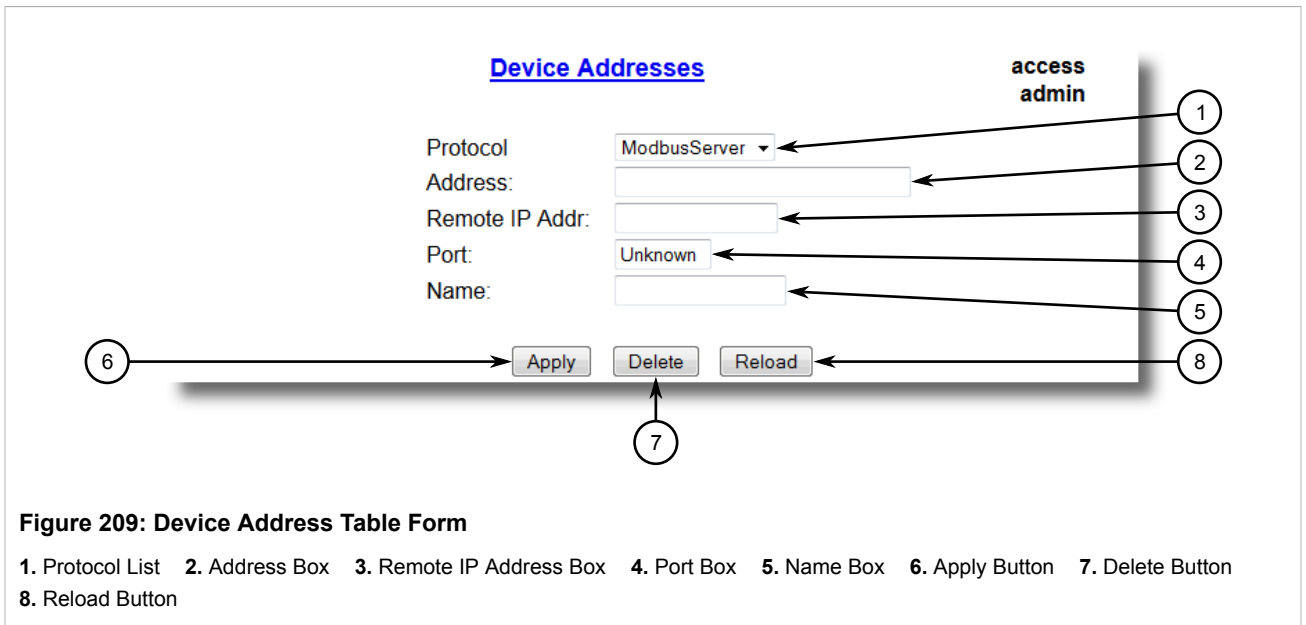 Device Addresses
access
admin
1
Protocol
ModbusServer
2
Address:
Remote IP Addr:
3
Port:
Unknown
4
Name:
5
6
Apply
Delete
Reload
8
7
Figure 209: Device Address Table Form
1. Protocol List 2. Address Box 3. Remote IP Address Box 4. Port Box 5. Name Box 6. Apply Button 7. Delete Button
8. Reload Button